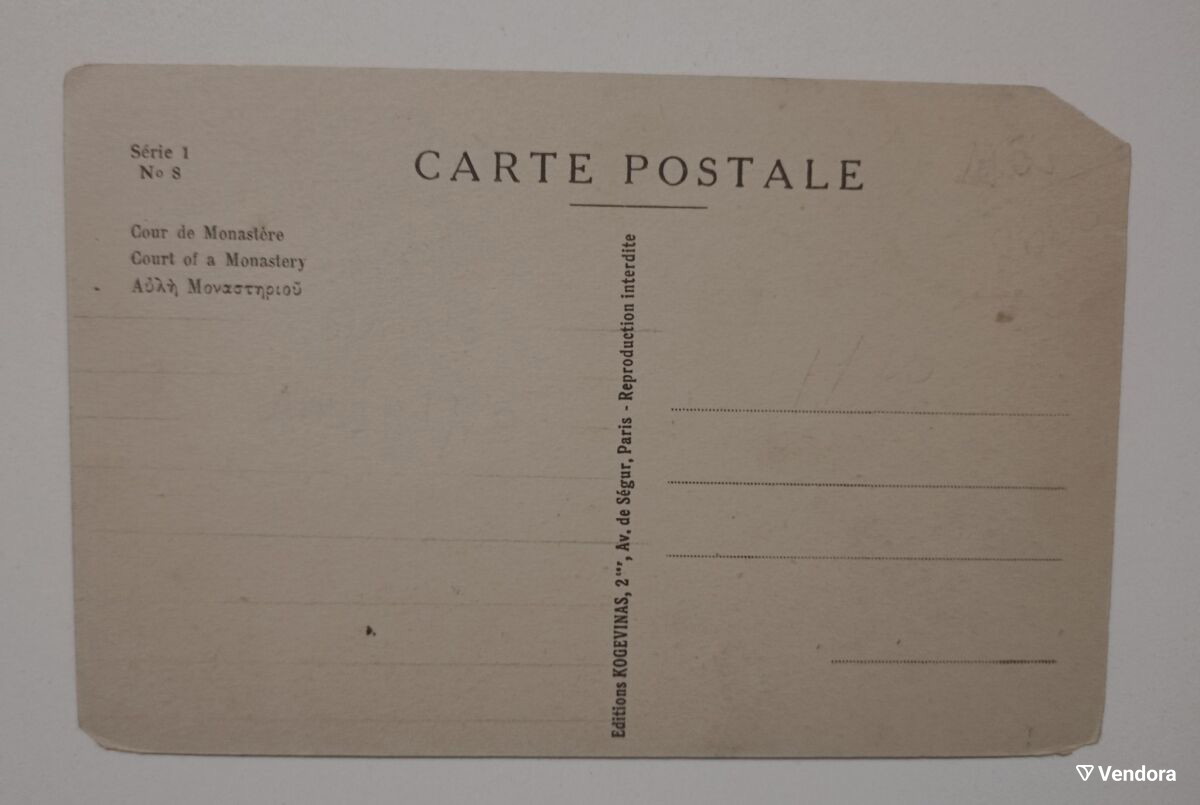 Série 1
No 8
CARTE POSTALE
Cour de Monastère
Court of a Monastery
Αὐλὴ Μοναστηριοῦ
Editions KOGEVINAS, 2ter, Av. de Ségur, Paris - Reproduction interdite
Vendora